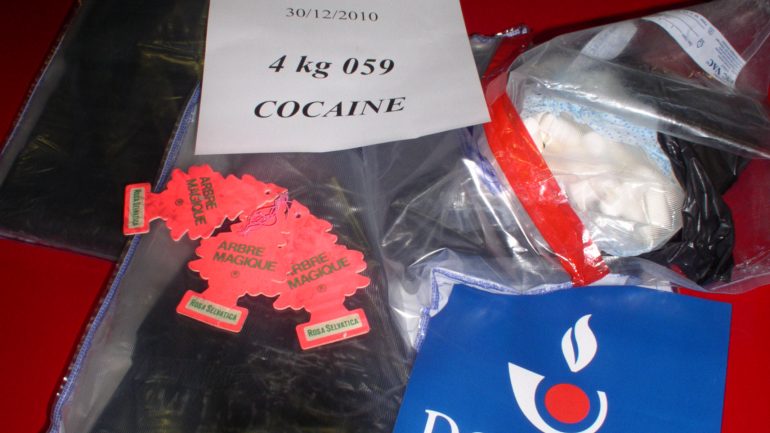 30/12/2010
4 kg 059
COCAINE
ARBRE
MAGIQUE
ARBRE
MAGIQUE
ARBRE
MAGIQUE
ROSA SELVATICA
ROSA SELVATICA
ROSA SELVATICA
VAC